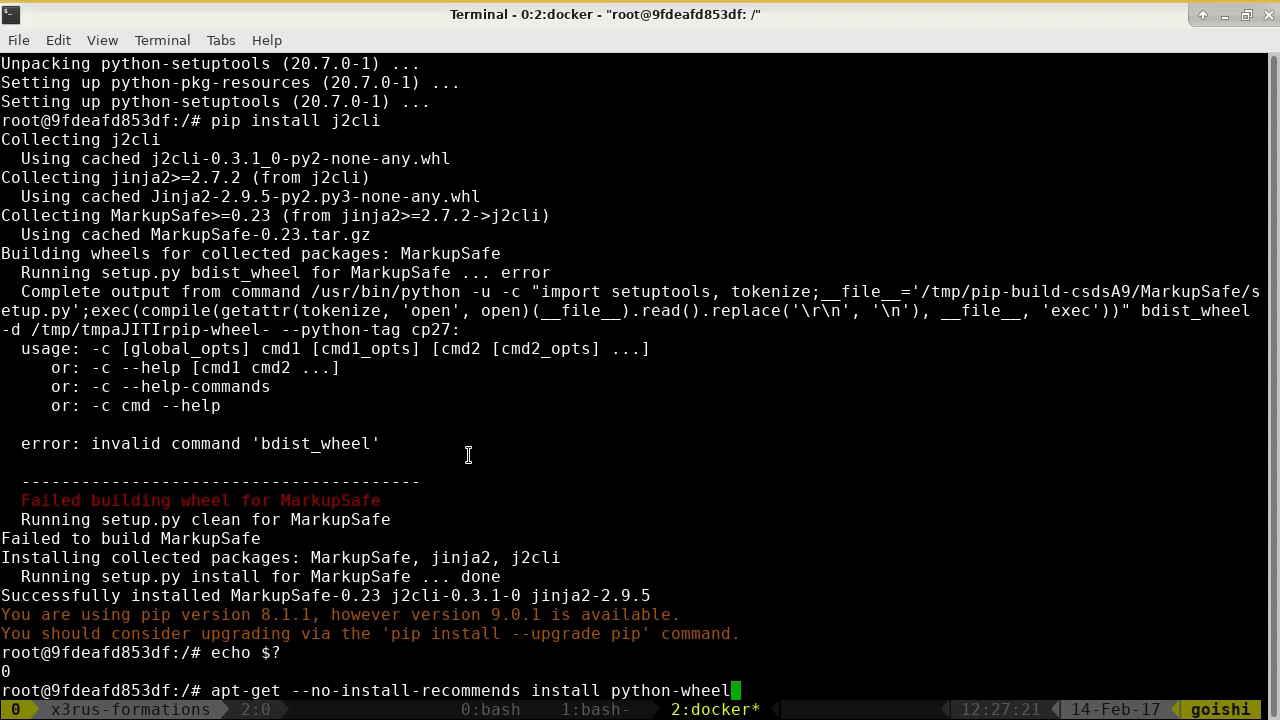 Terminal - 0:2:docker - "root@9fdeafd853df: /"
File Edit View Terminal Tabs Help
Unpacking python-setuptools (20.7.0-1) ...
Setting up python-pkg-resources (20.7.0-1) ...
Setting up python-setuptools (20.7.0-1) ...
root@9fdeafd853df:/# pip install j2cli
Collecting j2cli
  Using cached j2cli-0.3.1_0-py2-none-any.whl
Collecting jinja2>=2.7.2 (from j2cli)
  Using cached Jinja2-2.9.5-py2.py3-none-any.whl
Collecting MarkupSafe>=0.23 (from jinja2>=2.7.2->j2cli)
  Using cached MarkupSafe-0.23.tar.gz
Building wheels for collected packages: MarkupSafe
  Running setup.py bdist_wheel for MarkupSafe ... error
  Complete output from command /usr/bin/python -u -c "import setuptools, tokenize;__file__='/tmp/pip-build-csdsA9/MarkupSafe/s
etup.py';exec(compile(getattr(tokenize, 'open', open)(__file__).read().replace('\r\n', '\n'), __file__, 'exec'))" bdist_wheel
-d /tmp/tmpaJITIrpip-wheel- --python-tag cp27:
  usage: -c [global_opts] cmd1 [cmd1_opts] [cmd2 [cmd2_opts] ...]
     or: -c --help [cmd1 cmd2 ...]
     or: -c --help-commands
     or: -c cmd --help
  error: invalid command 'bdist_wheel'
  ----------------------------------------
  Failed building wheel for MarkupSafe
  Running setup.py clean for MarkupSafe
Failed to build MarkupSafe
Installing collected packages: MarkupSafe, jinja2, j2cli
  Running setup.py install for MarkupSafe ... done
Successfully installed MarkupSafe-0.23 j2cli-0.3.1-0 jinja2-2.9.5
You are using pip version 8.1.1, however version 9.0.1 is available.
You should consider upgrading via the 'pip install --upgrade pip' command.
root@9fdeafd853df:/# echo $?
0
root@9fdeafd853df:/# apt-get --no-install-recommends install python-wheel
0 x3rus-formations 2:0 0:bash 1:bash- 2:docker* 12:27:21 14-Feb-17 goishi